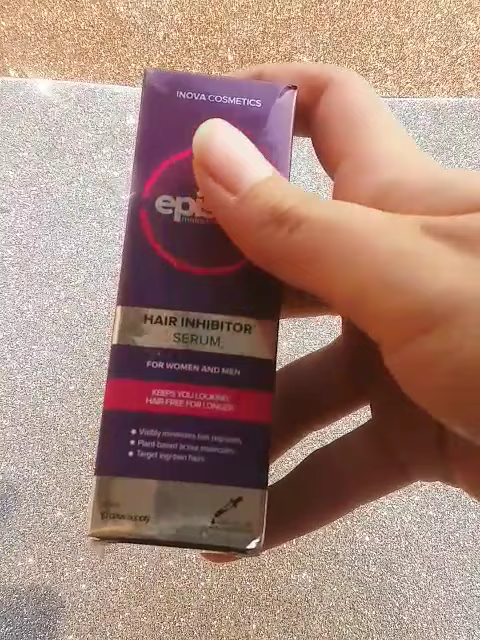 INOVA COSMETICS
HAIR INHIBITOR
SERUM
FOR WOMEN AND MEN
KEEPS YOU LOOKING
HAIR FREE FOR LONGER
Visibly minimises hair regrowth
Plant-based active molecules
Target ingrown hairs